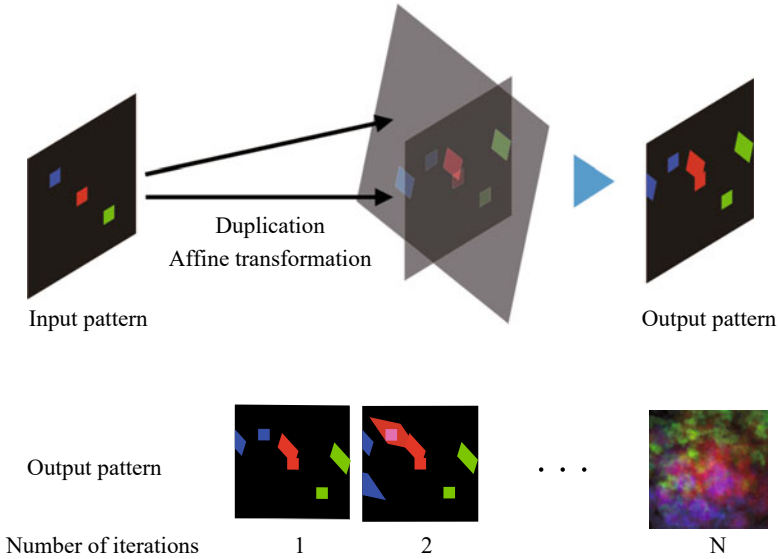 Duplication
Affine transformation
Input pattern
Output pattern
Output pattern
. . .
Number of iterations
1
2
N